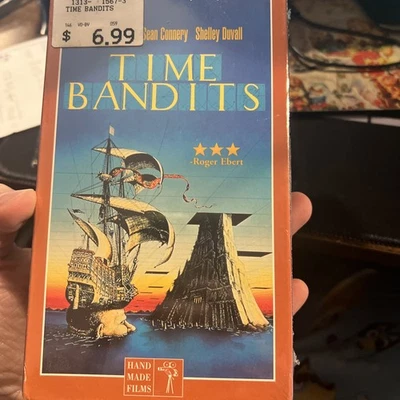 1313- 1567-3
TIME BANDITS
$ 6.99
Sean Connery Shelley Duvall
TIME
BANDITS
-Roger Ebert
HAND
MADE
FILMS